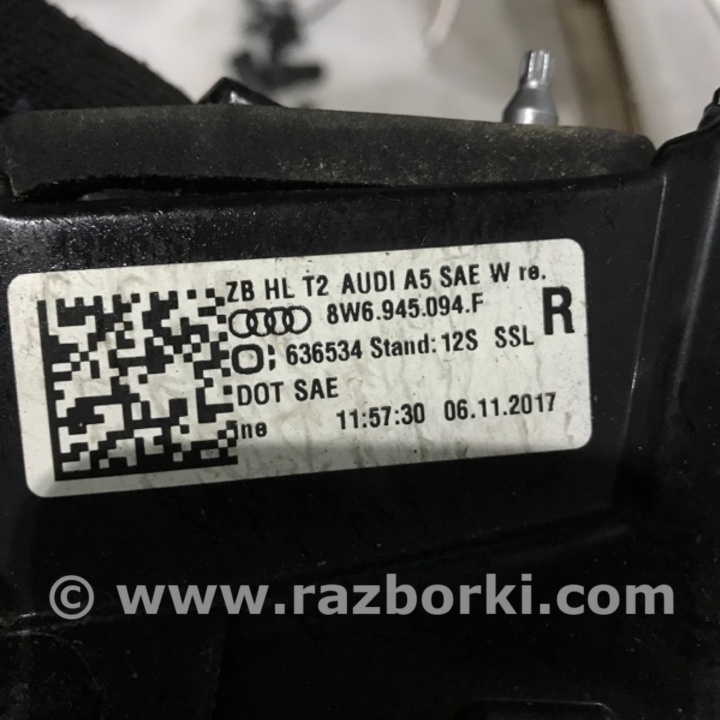 ZB HL T2 AUDI A5 SAE W re.
8W6.945.094.F R
636534 Stand: 12S SSL
DOT SAE
ne 11:57:30 06.11.2017
© www.razborki.com